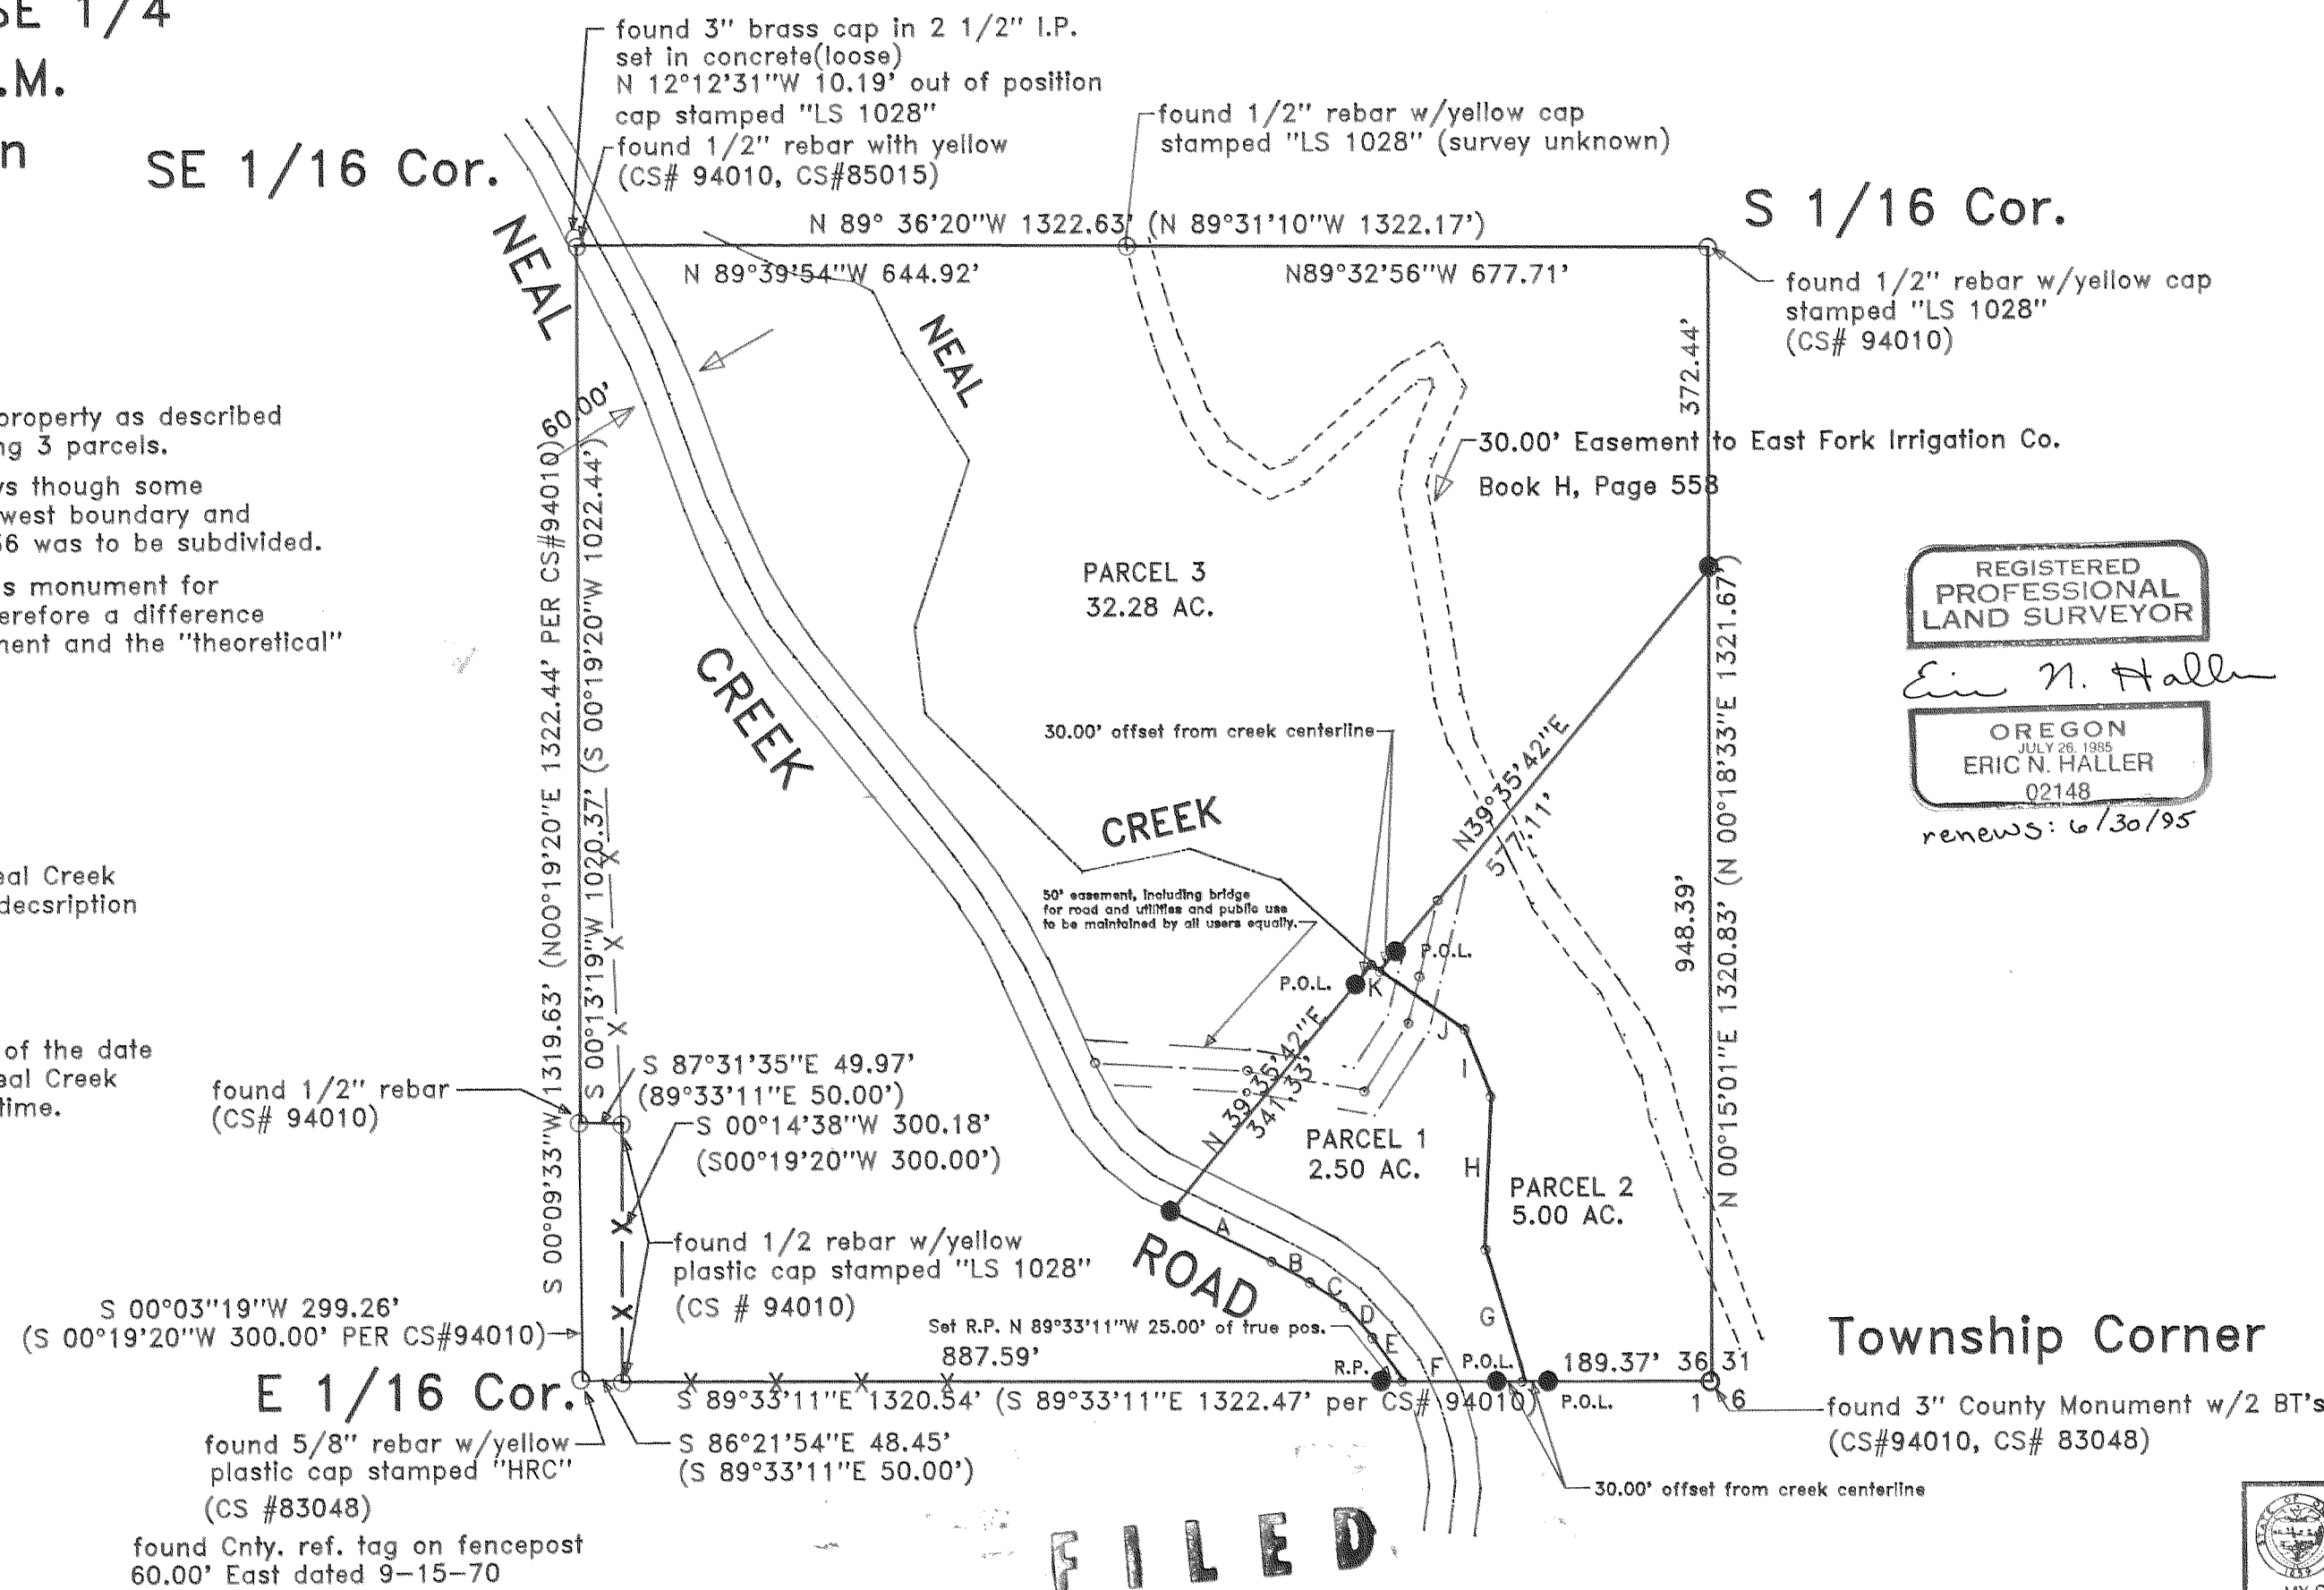 SE 1/4
.M.
n
SE 1/16 Cor.
found 3" brass cap in 2 1/2" I.P.
set in concrete(loose)
N 12°12'31"W 10.19' out of position
cap stamped "LS 1028"
found 1/2" rebar with yellow
(CS# 94010, CS#85015)
found 1/2" rebar w/yellow cap
stamped "LS 1028" (survey unknown)
S 1/16 Cor.
N 89° 36'20"W 1322.63' (N 89°31'10"W 1322.17')
N 89°39'54"W 644.92'
N89°32'56"W 677.71'
found 1/2" rebar w/yellow cap
stamped "LS 1028"
(CS# 94010)
NEAL
NEAL
372.44'
60.00'
property as described
ng 3 parcels.
ys though some
west boundary and
56 was to be subdivided.
s monument for
erefore a difference
ment and the "theoretical"
30.00' Easement to East Fork Irrigation Co.
Book H, Page 558
PARCEL 3
32.28 AC.
REGISTERED
PROFESSIONAL
LAND SURVEYOR
Eric N. Haller
OREGON
JULY 26, 1985
ERIC N. HALLER
02148
renews: 6/30/95
CREEK
30.00' offset from creek centerline
CREEK
N39°35'42"E
577.11'
S 00°09'33"W 1319.63' (N00°19'20"E 1322.44' PER CS#94010)
S 00°13'19"W 1020.37' (S 00°19'20"W 1022.44')
948.39'
N 00°15'01"E 1320.83' (N 00°18'33"E 1321.67')
eal Creek
decsription
50' easement, including bridge
for road and utilities and public use
to be maintained by all users equally.
P.O.L.
P.O.L.
K
J
I
H
G
of the date
eal Creek
time.
found 1/2" rebar
(CS# 94010)
S 87°31'35"E 49.97'
(89°33'11"E 50.00')
S 00°14'38"W 300.18'
(S00°19'20"W 300.00')
N 39°35'42"E
341.33'
PARCEL 1
2.50 AC.
PARCEL 2
5.00 AC.
found 1/2 rebar w/yellow
plastic cap stamped "LS 1028"
(CS # 94010)
ROAD
A
B
C
D
E
F
S 00°03"19"W 299.26'
(S 00°19'20"W 300.00' PER CS#94010)
Set R.P. N 89°33'11"W 25.00' of true pos.
887.59'
R.P.
P.O.L.
189.37'
36 31
1 6
Township Corner
E 1/16 Cor.
S 89°33'11"E 1320.54' (S 89°33'11"E 1322.47' per CS# 94010)
P.O.L.
found 3" County Monument w/2 BT's
(CS#94010, CS# 83048)
found 5/8" rebar w/yellow
plastic cap stamped "HRC"
(CS #83048)
S 86°21'54"E 48.45'
(S 89°33'11"E 50.00')
30.00' offset from creek centerline
found Cnty. ref. tag on fencepost
60.00' East dated 9-15-70
FILED
STATE OF O
1859